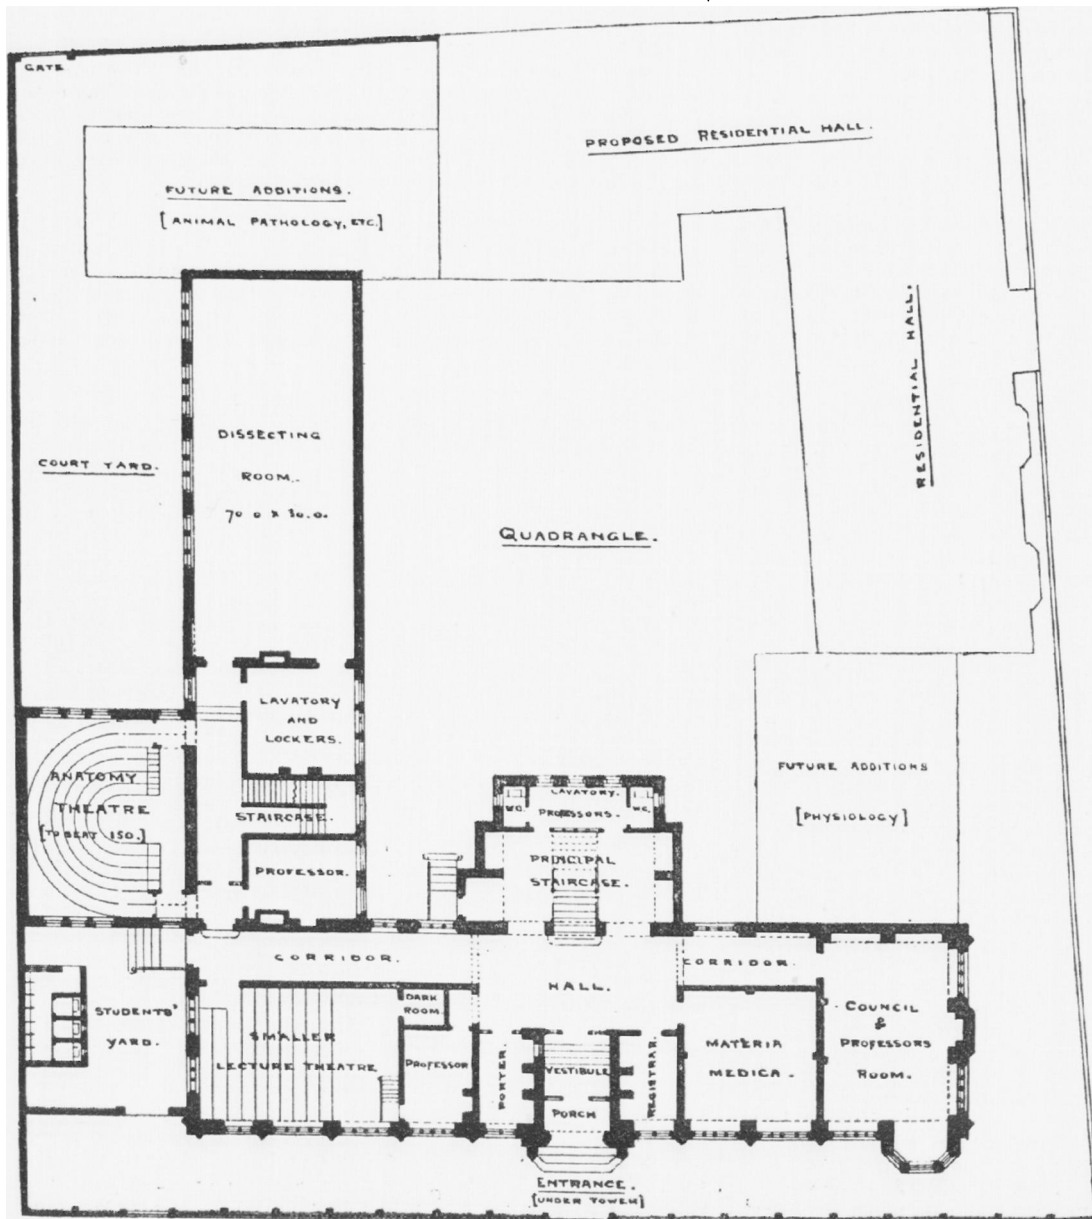 GATE
PROPOSED RESIDENTIAL HALL.
FUTURE ADDITIONS.
[ANIMAL PATHOLOGY, ETC.]
RESIDENTIAL HALL.
DISSECTING
ROOM.
70.0 X 30.0.
COURT YARD.
QUADRANGLE.
LAVATORY
AND
LOCKERS.
ANATOMY
THEATRE
[TO SEAT 150.]
STAIRCASE.
PROFESSOR.
W.C.
LAVATORY.
PROFESSORS.
W.C.
PRINCIPAL
STAIRCASE.
FUTURE ADDITIONS
[PHYSIOLOGY]
CORRIDOR.
HALL.
CORRIDOR.
STUDENTS'
YARD.
SMALLER
LECTURE THEATRE
DARK
ROOM.
PROFESSOR
PORTER.
VESTIBULE
PORCH
REGISTRAR.
MATERIA
MEDICA.
COUNCIL
&
PROFESSORS
ROOM.
ENTRANCE.
[UNDER TOWER]